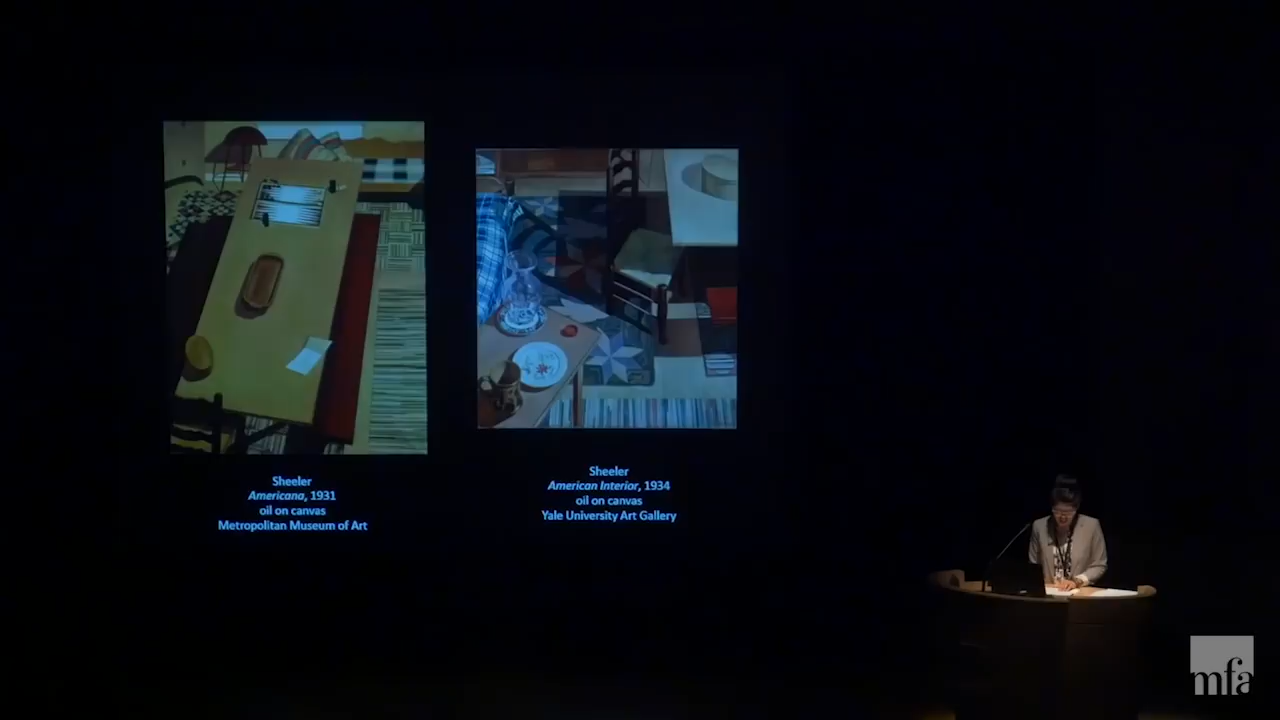 Sheeler
Americana, 1931
oil on canvas
Metropolitan Museum of Art
Sheeler
American Interior, 1934
oil on canvas
Yale University Art Gallery
mfa